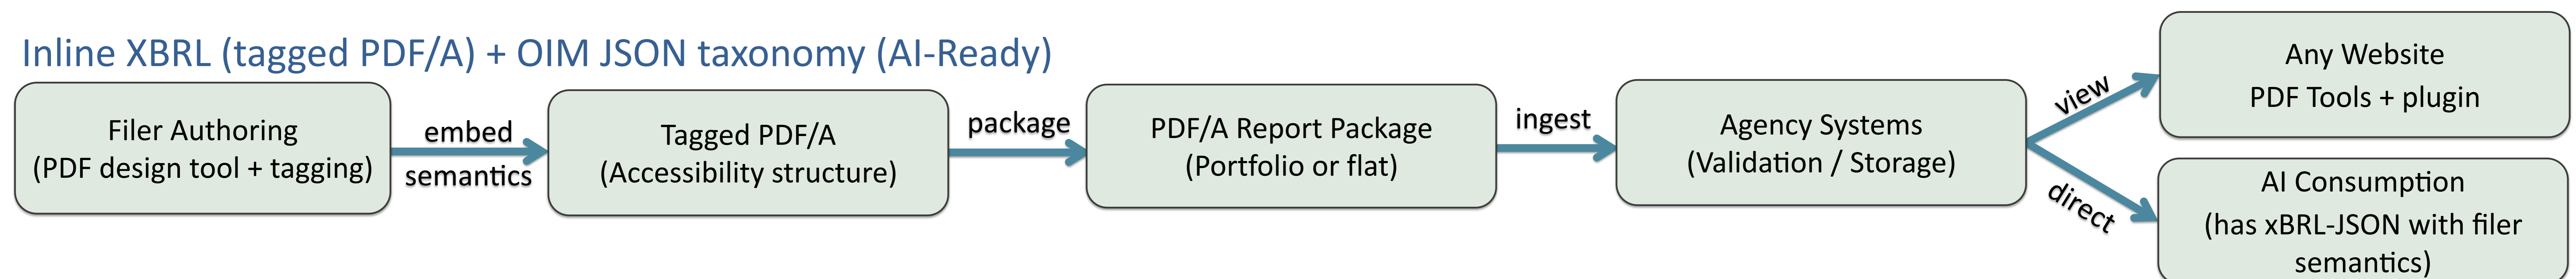 Inline XBRL (tagged PDF/A) + OIM JSON taxonomy (AI-Ready)
Filer Authoring
(PDF design tool + tagging)
embed
semantics
Tagged PDF/A
(Accessibility structure)
package
PDF/A Report Package
(Portfolio or flat)
ingest
Agency Systems
(Validation / Storage)
view
Any Website
PDF Tools + plugin
direct
AI Consumption
(has xBRL-JSON with filer
semantics)